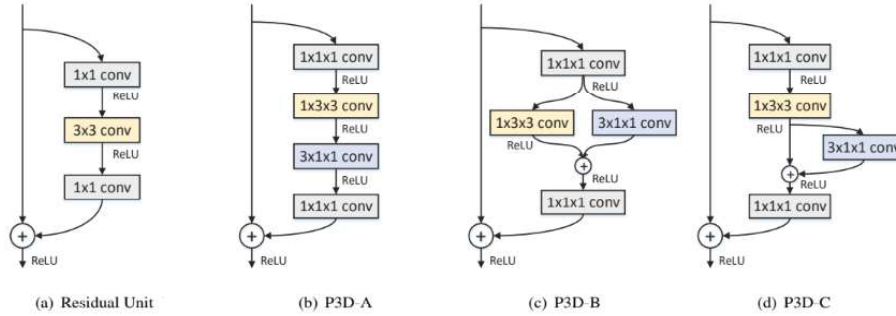 1x1 conv
ReLU
3x3 conv
ReLU
1x1 conv
+
ReLU
(a) Residual Unit
1x1x1 conv
ReLU
1x3x3 conv
ReLU
3x1x1 conv
ReLU
1x1x1 conv
+
ReLU
(b) P3D-A
1x1x1 conv
ReLU
1x3x3 conv
3x1x1 conv
ReLU
+
ReLU
1x1x1 conv
+
ReLU
(c) P3D-B
1x1x1 conv
ReLU
1x3x3 conv
ReLU
3x1x1 conv
+
ReLU
1x1x1 conv
+
ReLU
(d) P3D-C